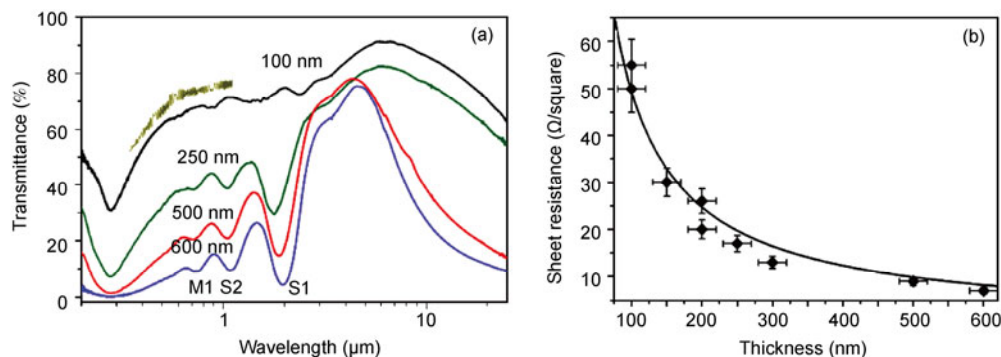 (a)
100
80
60
40
20
0
Transmittance (%)
100 nm
250 nm
500 nm
600 nm
M1 S2 S1
1 10
Wavelength (µm)
(b)
60
50
40
30
20
10
Sheet resistance (Ω/square)
100 200 300 400 500 600
Thickness (nm)